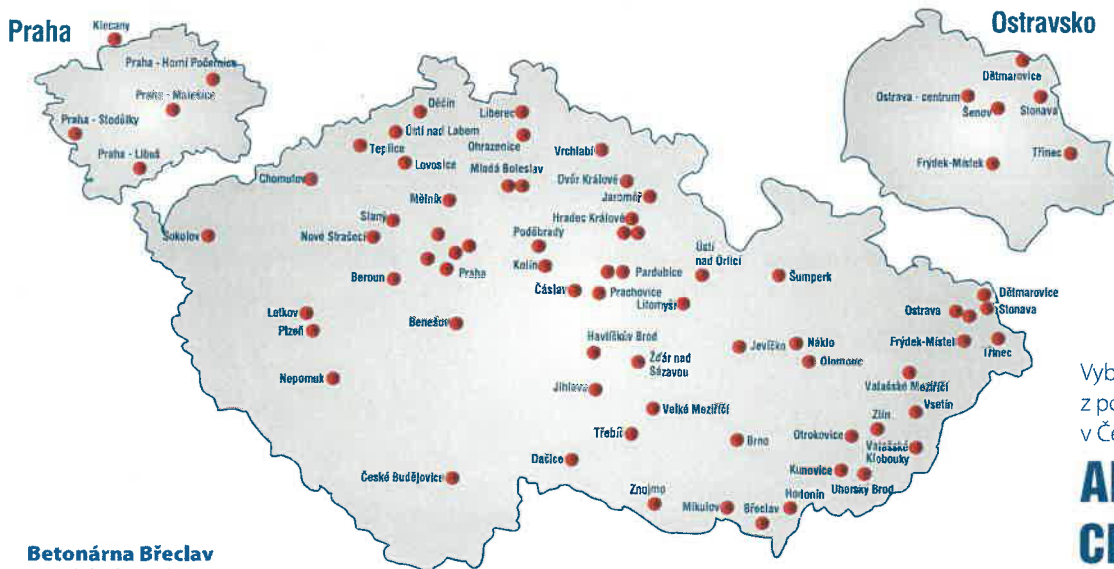 Praha
Klecany
Praha - Horní Počernice
Praha - Malešice
Praha - Stodůlky
Praha - Libuš
Ostravsko
Dětmarovice
Ostrava - centrum
Šenov
Stonava
Frýdek-Místek
Třinec
Děčín
Liberec
Ústí nad Labem
Ohrazenice
Teplice
Lovosice
Mladá Boleslav
Vrchlabí
Chomutov
Dvůr Králové
Mělník
Jaroměř
Slaný
Hradec Králové
Sokolov
Nové Strašecí
Poděbrady
Ústí
nad Orlicí
Praha
Kolín
Pardubice
Šumperk
Beroun
Čáslav
Prachovice
Litomyšl
Dětmarovice
Letkov
Ostrava
Stonava
Plzeň
Benešov
Havlíčkův Brod
Jevíčko
Náklo
Frýdek-Místek
Třinec
Žďár nad
Sázavou
Olomouc
Nepomuk
Jihlava
Valašské Meziříčí
Velké Meziříčí
Vsetín
Zlín
Třebíč
Brno
Otrokovice
Valašské
Klobouky
Dačice
České Budějovice
Kunovice
Uherský Brod
Znojmo
Mikulov
Břeclav
Hodonín
Betonárna Břeclav
Vyb
z po
v Če